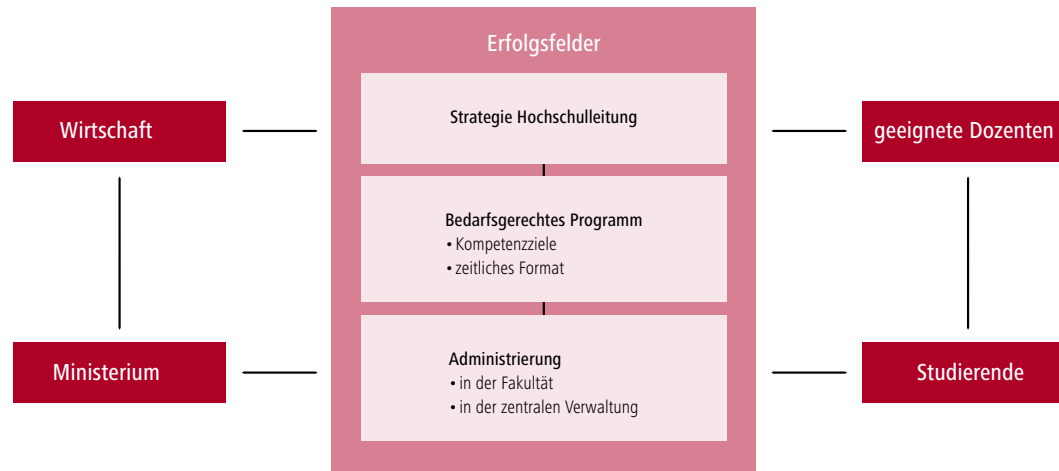 Erfolgsfelder
Strategie Hochschulleitung
Wirtschaft
geeignete Dozenten
Bedarfsgerechtes Programm
• Kompetenzziele
• zeitliches Format
Administrierung
• in der Fakultät
• in der zentralen Verwaltung
Ministerium
Studierende